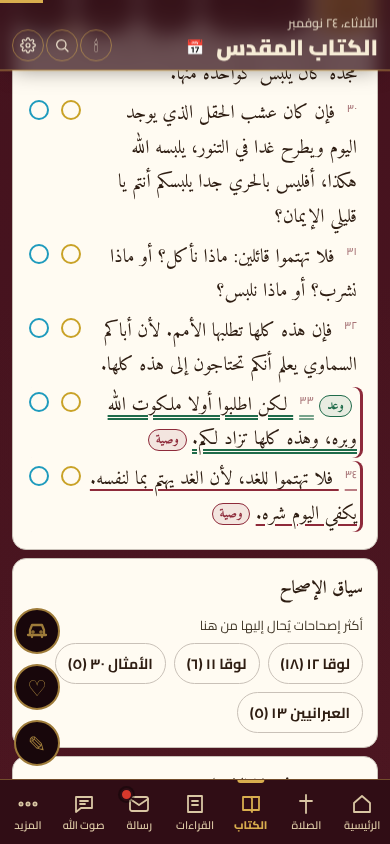 الثلاثاء، ٢٤ نوفمبر
الكتاب المقدس
مجده كان يلبس كواحدة منها.
٣٠ فإن كان عشب الحقل الذي يوجد
اليوم ويطرح غدا في التنور، يلبسه الله
هكذا، أفليس بالحري جدا يلبسكم أنتم يا
قليلي الإيمان؟
٣١ فلا تهتموا قائلين: ماذا نأكل؟ أو ماذا
نشرب؟ أو ماذا نلبس؟
٣٢ فإن هذه كلها تطلبها الأمم. لأن أباكم
السماوي يعلم أنكم تحتاجون إلى هذه كلها.
وعد ٣٣ لكن اطلبوا أولا ملكوت الله
وبره، وهذه كلها تزاد لكم. وصية
٣٤ فلا تهتموا للغد، لأن الغد يهتم بما لنفسه.
يكفي اليوم شره. وصية
سياق الإصحاح
أكثر إصحاحات يُحال إليها من هنا
لوقا ١٢ (١٨) لوقا ١١ (٦) الأمثال ٣٠ (٥)
العبرانيين ١٣ (٥)
الرئيسية الصلاة الكتاب القراءات رسالة صوت الله المزيد